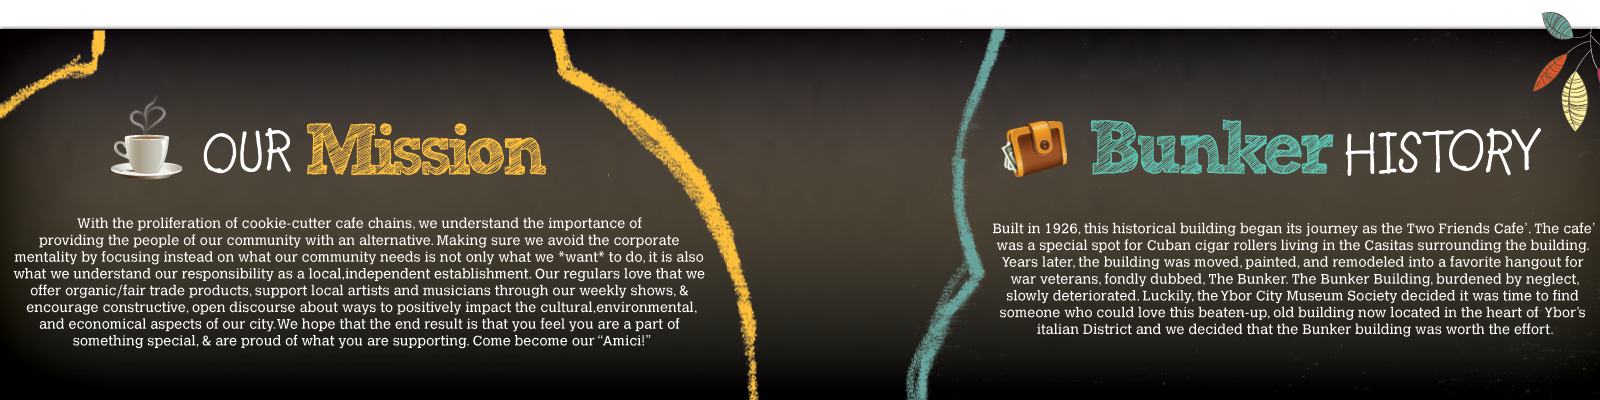 OUR Mission
With the proliferation of cookie-cutter cafe chains, we understand the importance of
providing the people of our community with an alternative. Making sure we avoid the corporate
mentality by focusing instead on what our community needs is not only what we *want* to do, it is also
what we understand our responsibility as a local,independent establishment. Our regulars love that we
offer organic/fair trade products, support local artists and musicians through our weekly shows, &
encourage constructive, open discourse about ways to positively impact the cultural,environmental,
and economical aspects of our city.We hope that the end result is that you feel you are a part of
something special, & are proud of what you are supporting. Come become our “Amici!”
Bunker HISTORY
Built in 1926, this historical building began its journey as the Two Friends Cafe’. The cafe’
was a special spot for Cuban cigar rollers living in the Casitas surrounding the building.
Years later, the building was moved, painted, and remodeled into a favorite hangout for
war veterans, fondly dubbed, The Bunker. The Bunker Building, burdened by neglect,
slowly deteriorated. Luckily, the Ybor City Museum Society decided it was time to find
someone who could love this beaten-up, old building now located in the heart of Ybor’s
italian District and we decided that the Bunker building was worth the effort.